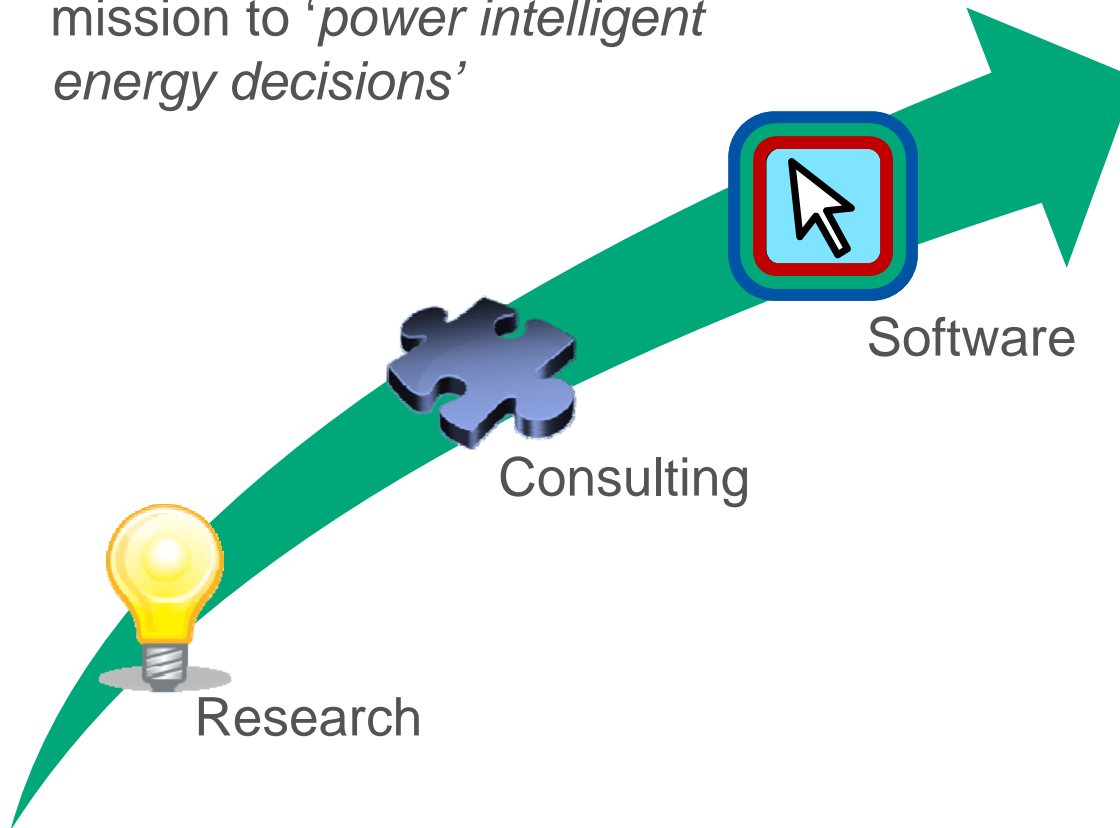 mission to ‘power intelligent
energy decisions’
Software
Consulting
Research